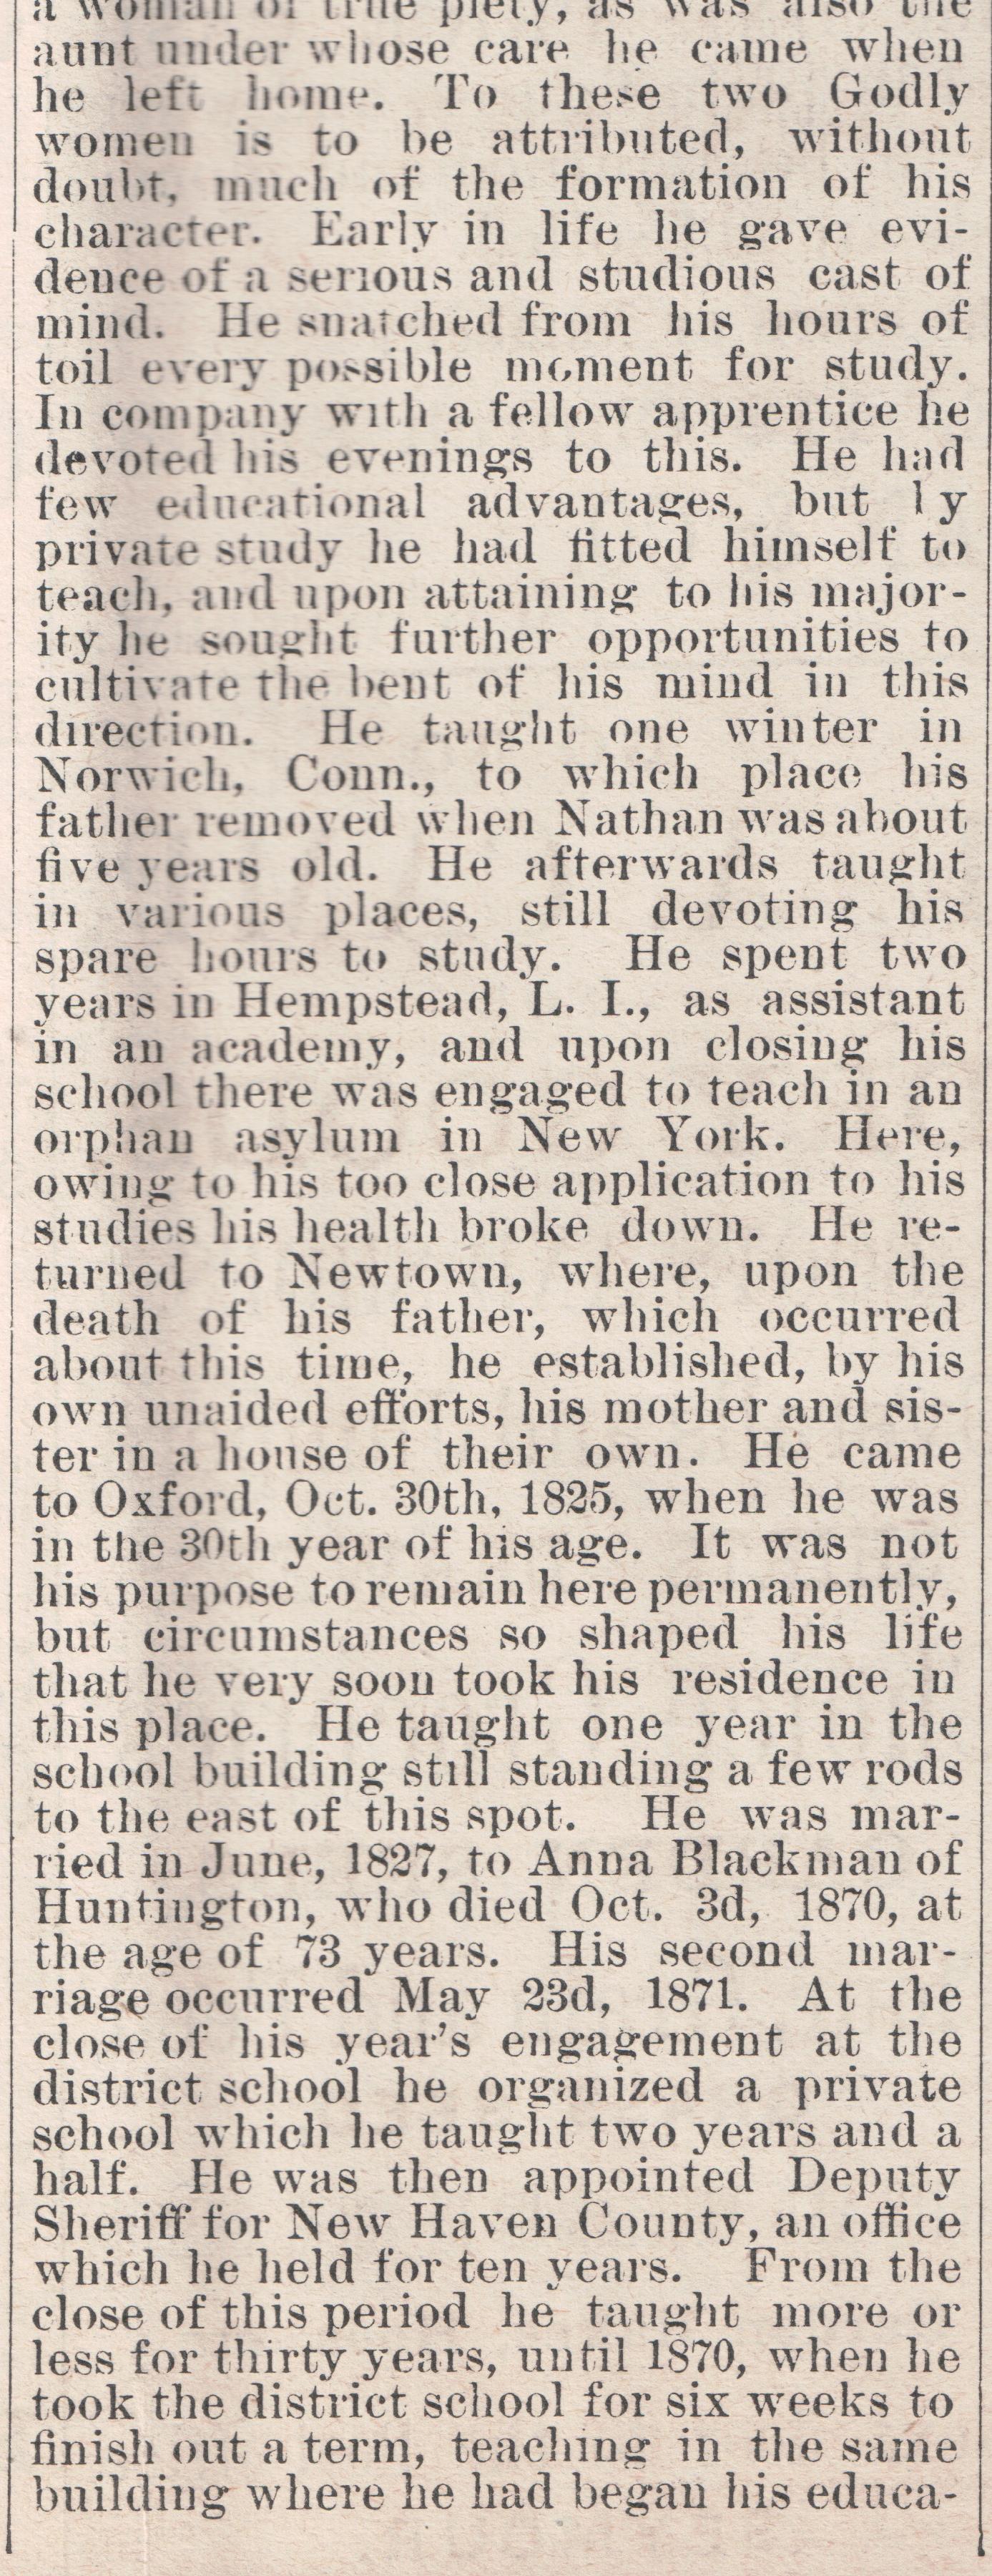 a woman of true piety, as was also the
aunt under whose care he came when
he left home. To these two Godly
women is to be attributed, without
doubt, much of the formation of his
character. Early in life he gave evi-
dence of a serious and studious cast of
mind. He snatched from his hours of
toil every possible moment for study.
In company with a fellow apprentice he
devoted his evenings to this. He had
few educational advantages, but ly
private study he had fitted himself to
teach, and upon attaining to his major-
ity he sought further opportunities to
cultivate the bent of his mind in this
direction. He taught one winter in
Norwich, Conn., to which place his
father removed when Nathan was about
five years old. He afterwards taught
in various places, still devoting his
spare hours to study. He spent two
years in Hempstead, L. I., as assistant
in an academy, and upon closing his
school there was engaged to teach in an
orphan asylum in New York. Here,
owing to his too close application to his
studies his health broke down. He re-
turned to Newtown, where, upon the
death of his father, which occurred
about this time, he established, by his
own unaided efforts, his mother and sis-
ter in a house of their own. He came
to Oxford, Oct. 30th, 1825, when he was
in the 30th year of his age. It was not
his purpose to remain here permanently,
but circumstances so shaped his life
that he very soon took his residence in
this place. He taught one year in the
school building still standing a few rods
to the east of this spot. He was mar-
ried in June, 1827, to Anna Blackman of
Huntington, who died Oct. 3d, 1870, at
the age of 73 years. His second mar-
riage occurred May 23d, 1871. At the
close of his year's engagement at the
district school he organized a private
school which he taught two years and a
half. He was then appointed Deputy
Sheriff for New Haven County, an office
which he held for ten years. From the
close of this period he taught more or
less for thirty years, until 1870, when he
took the district school for six weeks to
finish out a term, teaching in the same
building where he had began his educa-